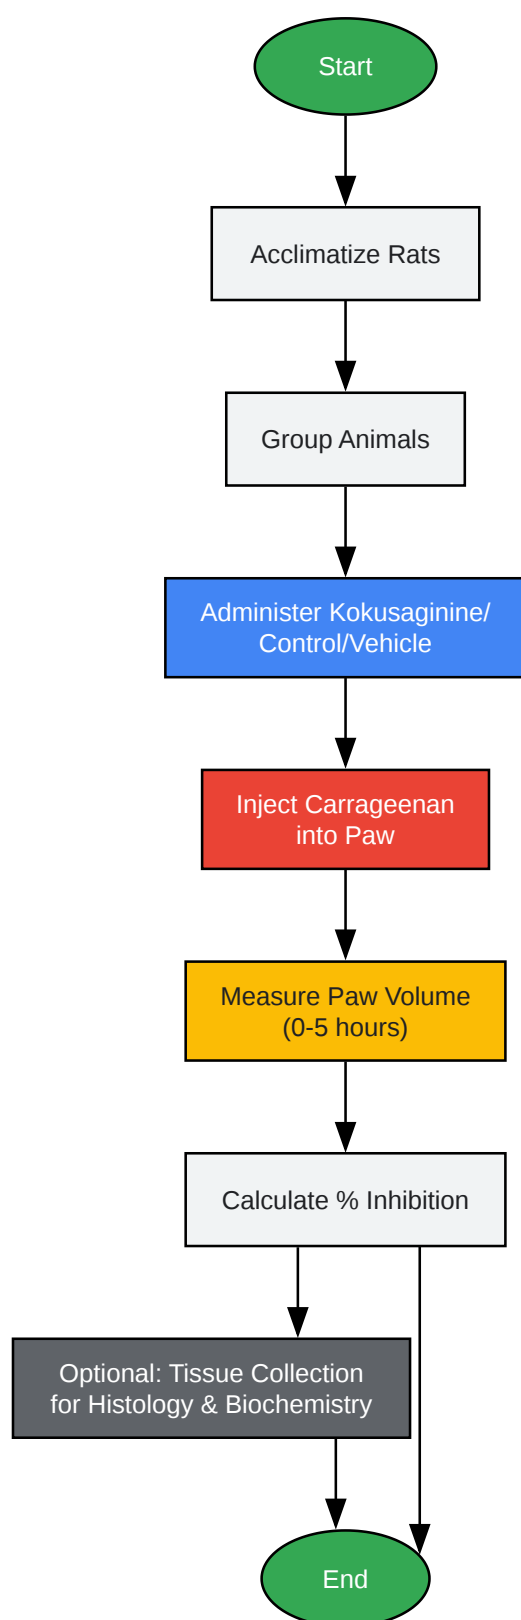 Start
Acclimatize Rats
Group Animals
Administer Kokusaginine/
Control/Vehicle
Inject Carrageenan
into Paw
Measure Paw Volume
(0-5 hours)
Calculate % Inhibition
Optional: Tissue Collection
for Histology & Biochemistry
End